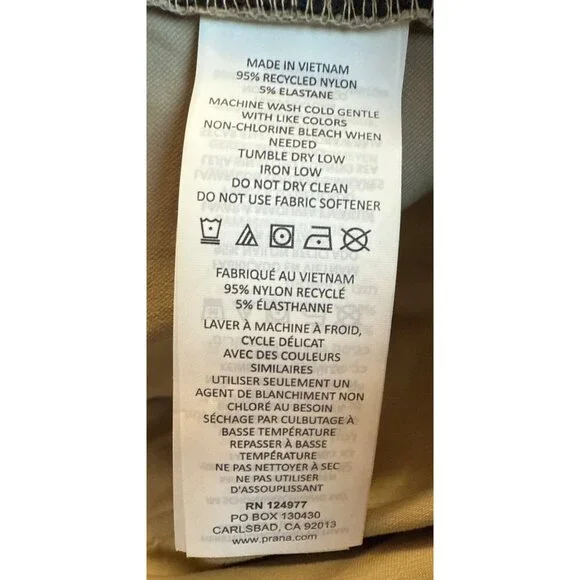 MADE IN VIETNAM
95% RECYCLED NYLON
5% ELASTANE
MACHINE WASH COLD GENTLE
WITH LIKE COLORS
NON-CHLORINE BLEACH WHEN
NEEDED
TUMBLE DRY LOW
IRON LOW
DO NOT DRY CLEAN
DO NOT USE FABRIC SOFTENER
FABRIQUÉ AU VIETNAM
95% NYLON RECYCLÉ
5% ÉLASTHANNE
LAVER À MACHINE À FROID,
CYCLE DÉLICAT
AVEC DES COULEURS
SIMILAIRES
UTILISER SEULEMENT UN
AGENT DE BLANCHIMENT NON
CHLORÉ AU BESOIN
SÉCHAGE PAR CULBUTAGE À
BASSE TEMPÉRATURE
REPASSER À BASSE
TEMPÉRATURE
NE PAS NETTOYER À SEC
NE PAS UTILISER
D'ASSOUPLISSANT
RN 124977
PO BOX 130430
CARLSBAD, CA 92013
www.prana.com